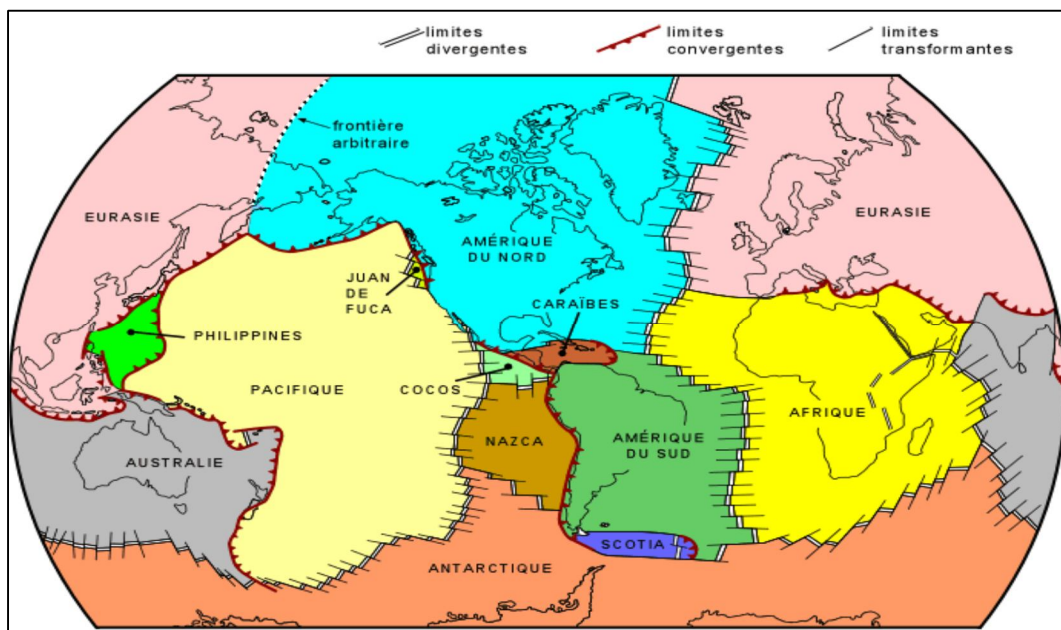 limites
divergentes
limites
convergentes
limites
transformantes
frontière
arbitraire
EURASIE
EURASIE
AMÉRIQUE
DU NORD
JUAN
DE
FUCA
CARAÏBES
PHILIPPINES
PACIFIQUE
COCOS
AFRIQUE
NAZCA
AMÉRIQUE
DU SUD
AUSTRALIE
SCOTIA
ANTARCTIQUE